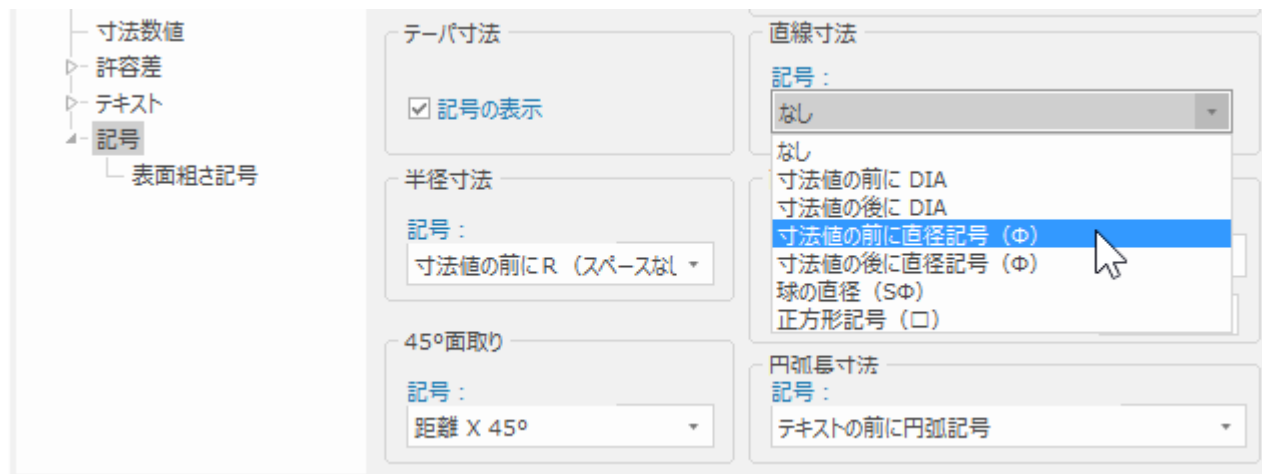 寸法数値
許容差
テキスト
記号
表面粗さ記号
テーパ寸法
記号の表示
半径寸法
記号：
寸法値の前にR（スペースなし
45º面取り
記号：
距離 X 45º
直線寸法
記号：
なし
なし
寸法値の前に DIA
寸法値の後に DIA
寸法値の前に直径記号（Φ）
寸法値の後に直径記号（Φ）
球の直径（SΦ）
正方形記号（□）
円弧長寸法
記号：
テキストの前に円弧記号